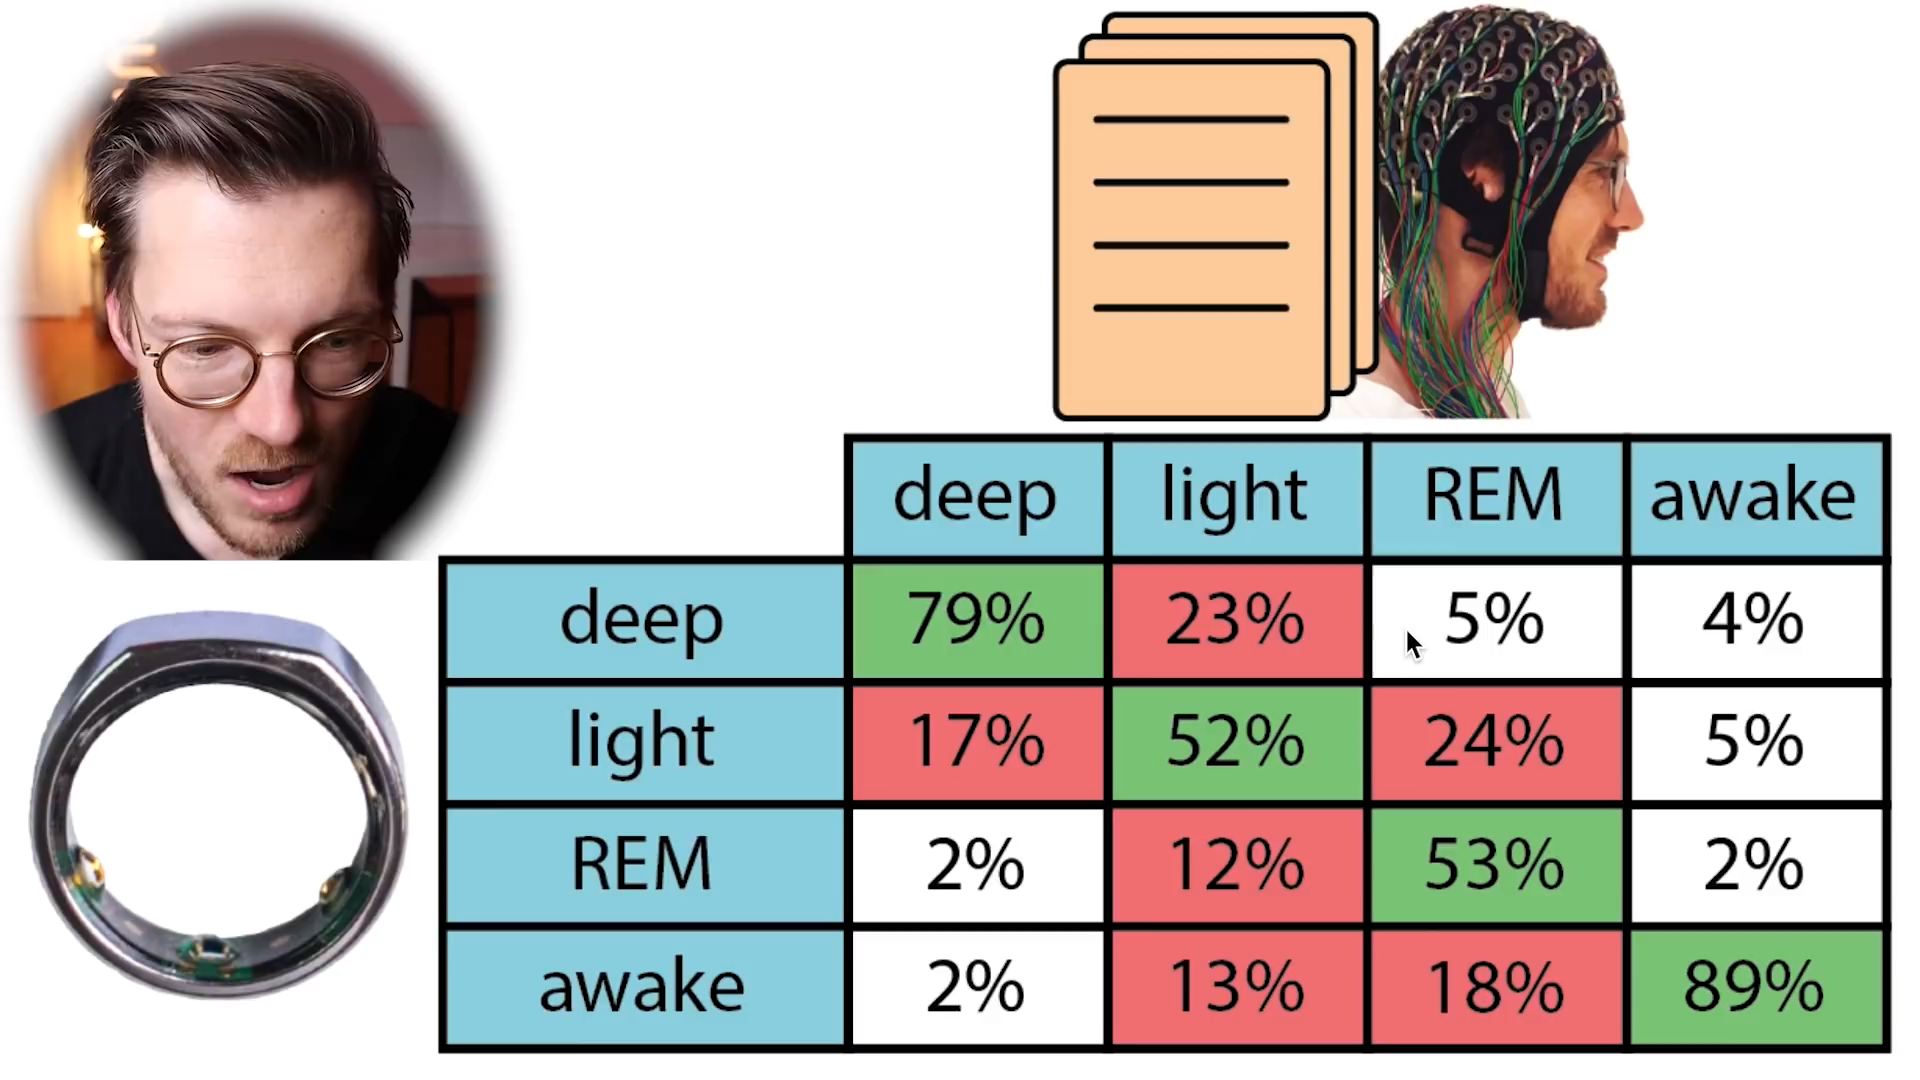 deep light REM awake
deep 79% 23% 5% 4%
light 17% 52% 24% 5%
REM 2% 12% 53% 2%
awake 2% 13% 18% 89%